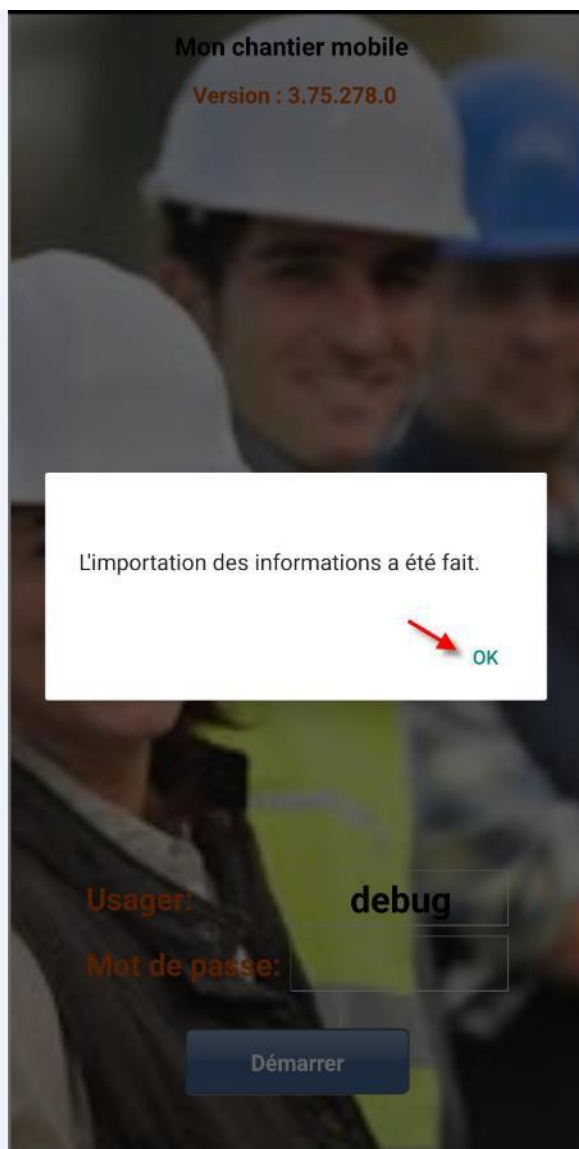 Mon chantier mobile
Version : 3.75.278.0
L'importation des informations a été fait.
OK
Usager:
debug
Mot de passe:
Démarrer